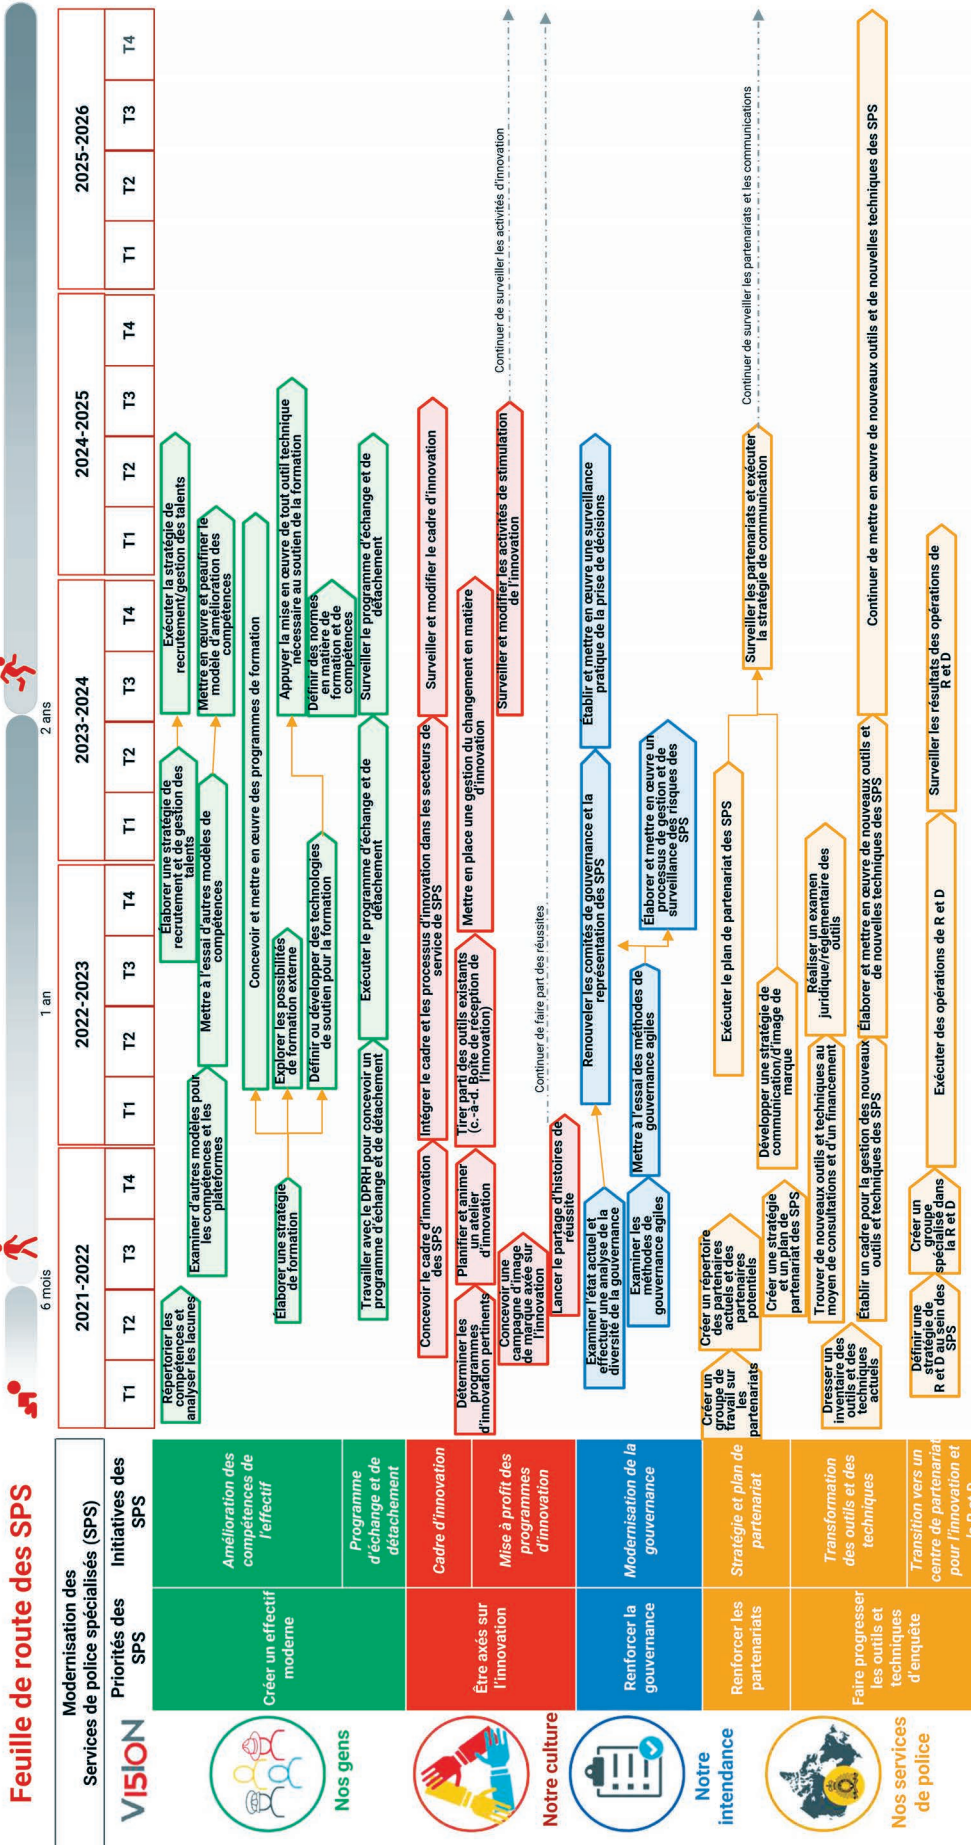 Feuille de route des SPS
6 mois
1 an
2 ans
Modernisation des
Services de police spécialisés (SPS)
2021-2022
2022-2023
2023-2024
2024-2025
2025-2026
VISION
Priorités des
SPS
Initiatives des
SPS
T1
T2
T3
T4
T1
T2
T3
T4
T1
T2
T3
T4
T1
T2
T3
T4
T1
T2
T3
T4
Nos gens
Créer un effectif
moderne
Amélioration des
compétences de
l'effectif
Répertorier les
compétences et
analyser les lacunes
Examiner d'autres modèles pour
les compétences et les
plateformes
Élaborer une stratégie de
recrutement et de gestion des
talents
Exécuter la stratégie de
recrutement/gestion des talents
Mettre à l'essai d'autres modèles de
compétences
Mettre en œuvre et peaufiner le
modèle d'amélioration des
compétences
Concevoir et mettre en œuvre des programmes de formation
Élaborer une stratégie
de formation
Explorer les possibilités
de formation externe
Appuyer la mise en œuvre de tout outil technique
nécessaire au soutien de la formation
Définir ou développer des technologies
de soutien pour la formation
Définir des normes
en matière de
formation et de
compétences
Programme
d'échange et de
détachement
Travailler avec le DPRH pour concevoir un
programme d'échange et de détachement
Exécuter le programme d'échange et de
détachement
Surveiller le programme d'échange et de
détachement
Notre culture
Être axés sur
l'innovation
Cadre d'innovation
Concevoir le cadre d'innovation
des SPS
Intégrer le cadre et les processus d'innovation dans les secteurs de
service de SPS
Surveiller et modifier le cadre d'innovation
Mise à profit des
programmes
d'innovation
Déterminer les
programmes
d'innovation pertinents
Planifier et animer
un atelier
d'innovation
Tirer parti des outils existants
(c.-à-d. Boîte de réception de
l'Innovation)
Mettre en place une gestion du changement en matière
d'innovation
Concevoir une
campagne d'image
de marque axée sur
l'innovation
Surveiller et modifier les activités de stimulation
de l'innovation
Continuer de surveiller les activités d'innovation
Lancer le partage d'histoires de
réussite
Continuer de faire part des réussites
Notre
intendance
Renforcer la
gouvernance
Modernisation de la
gouvernance
Examiner l'état actuel et
effectuer une analyse de la
diversité de la gouvernance
Renouveler les comités de gouvernance et la
représentation des SPS
Établir et mettre en œuvre une surveillance
pratique de la prise de décisions
Examiner les
méthodes de
gouvernance agiles
Mettre à l'essai des méthodes de
gouvernance agiles
Élaborer et mettre en œuvre un
processus de gestion et de
surveillance des risques des
SPS
Nos services
de police
Renforcer les
partenariats
Stratégie et plan de
partenariat
Créer un
groupe de
travail sur
les
partenariats
Créer un répertoire
des partenaires
actuels et des
partenaires
potentiels
Exécuter le plan de partenariat des SPS
Surveiller les partenariats et exécuter
la stratégie de communication
Continuer de surveiller les partenariats et les communications
Créer une stratégie
et un plan de
partenariat des SPS
Développer une stratégie de
communication/d'image de
marque
Faire progresser
les outils et
techniques
d'enquête
Transformation
des outils et des
techniques
Dresser un
inventaire des
outils et des
techniques
actuels
Trouver de nouveaux outils et techniques au
moyen de consultations et d'un financement
Réaliser un examen
juridique/réglementaire des
outils
Établir un cadre pour la gestion des nouveaux
outils et techniques des SPS
Élaborer et mettre en œuvre de nouveaux outils et
de nouvelles techniques des SPS
Continuer de mettre en œuvre de nouveaux outils et de nouvelles techniques des SPS
Transition vers un
centre de partenariat
pour l'innovation et
Définir une
stratégie de
R et D au sein des
SPS
Créer un
groupe
spécialisé dans
la R et D
Exécuter des opérations de R et D
Surveiller les résultats des opérations de
R et D